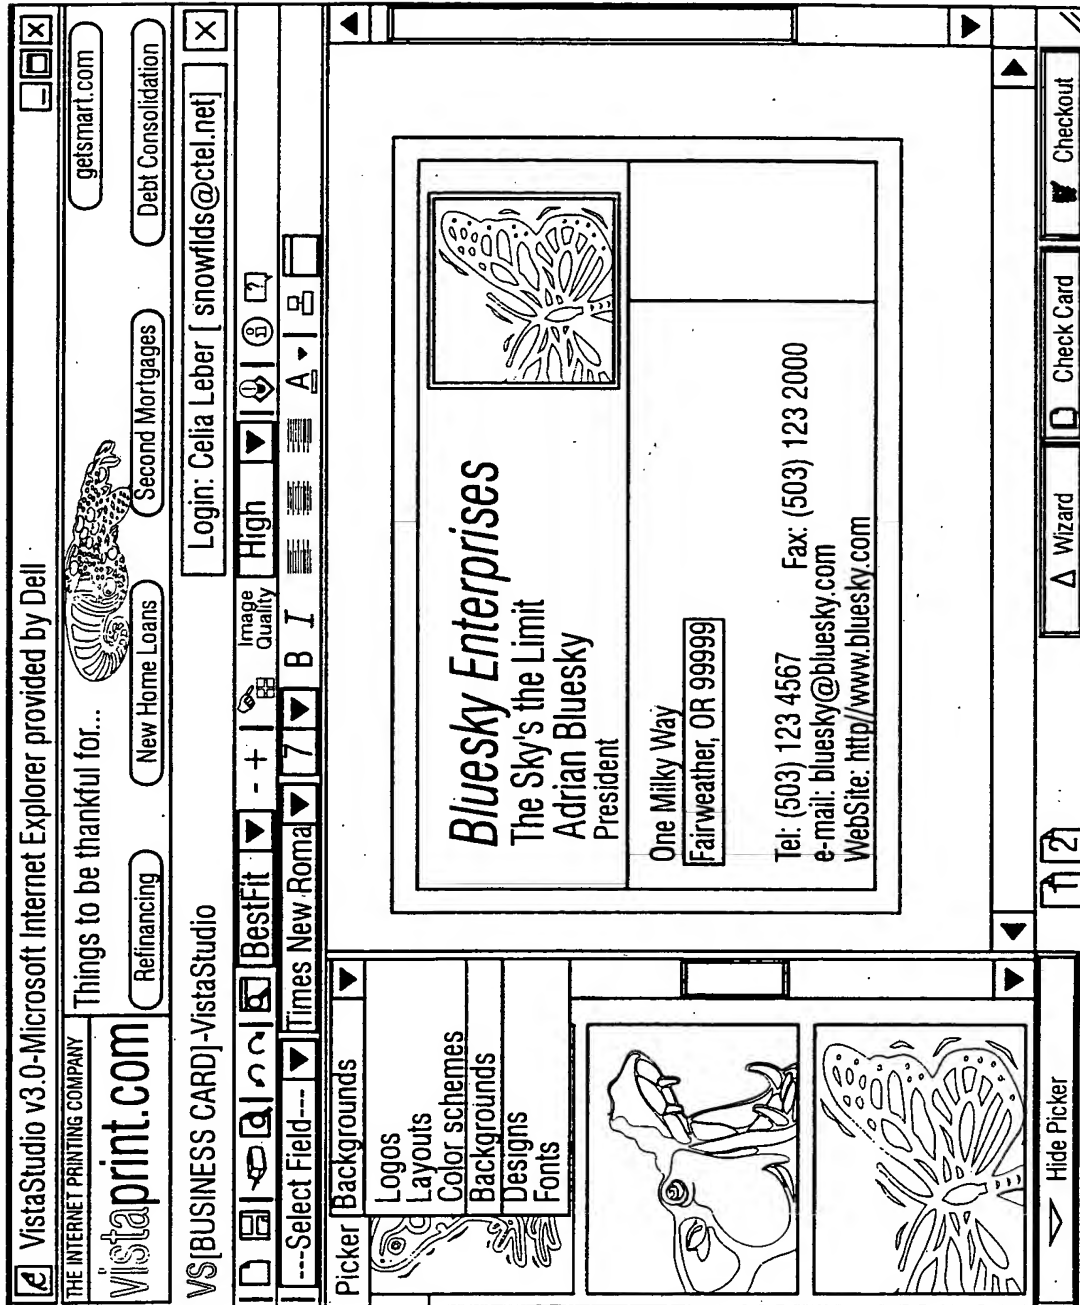 VistaStudio v3.0-Microsoft Internet Explorer provided by Dell
THE INTERNET PRINTING COMPANY
vistaprint.com
Things to be thankful for...
getsmart.com
Refinancing
New Home Loans
Second Mortgages
Debt Consolidation
VS[BUSINESS CARD]-VistaStudio
Login: Celia Leber [ snowflds@ctel.net]
BestFit
- +
Image
Quality
High
----Select Field---
Times New Roma
7
B I
A
Picker
Backgrounds
Logos
Layouts
Color schemes
Backgrounds
Designs
Fonts
Bluesky Enterprises
The Sky's the Limit
Adrian Bluesky
President
One Milky Way
Fairweather, OR 99999
Tel: (503) 123 4567 Fax: (503) 123 2000
e-mail: bluesky@bluesky.com
WebSite: http//www.bluesky.com
Hide Picker
1 2
Wizard
Check Card
Checkout